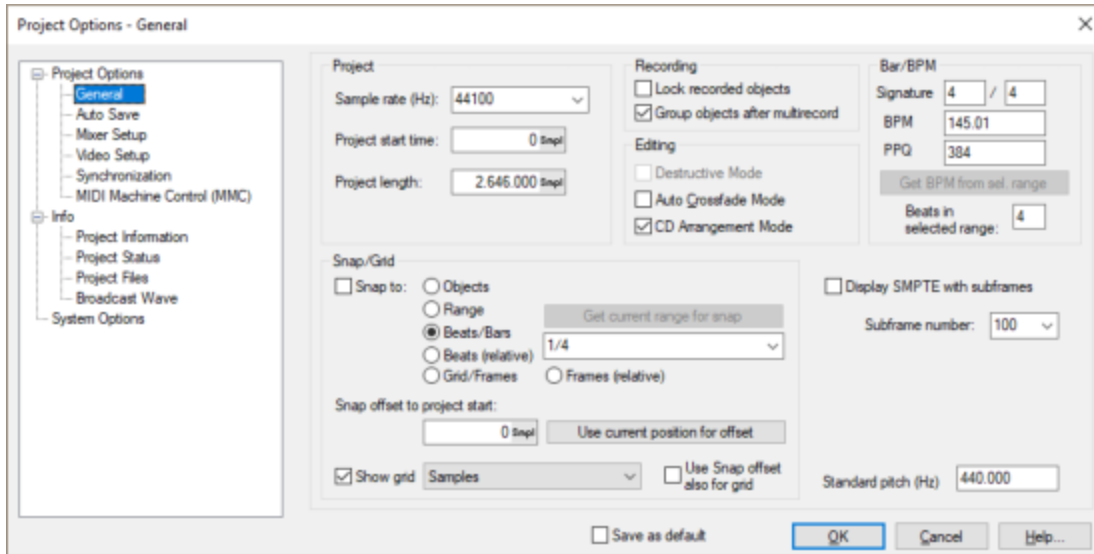 Project Options - General
Project Options
General
Auto Save
Mixer Setup
Video Setup
Synchronization
MIDI Machine Control (MMC)
Info
Project Information
Project Status
Project Files
Broadcast Wave
System Options
Project
Sample rate (Hz): 44100
Project start time: 0 Smpl
Project length: 2.646.000 Smpl
Recording
Lock recorded objects
Group objects after multirecord
Editing
Destructive Mode
Auto Crossfade Mode
CD Arrangement Mode
Bar/BPM
Signature 4 / 4
BPM 145.01
PPQ 384
Get BPM from sel. range
Beats in
selected range: 4
Snap/Grid
Snap to: Objects
Range
Get current range for snap
Beats/Bars
1/4
Beats (relative)
Grid/Frames Frames (relative)
Snap offset to project start:
0 Smpl Use current position for offset
Show grid Samples
Use Snap offset
also for grid
Display SMPTE with subframes
Subframe number: 100
Standard pitch (Hz) 440.000
Save as default OK Cancel Help...